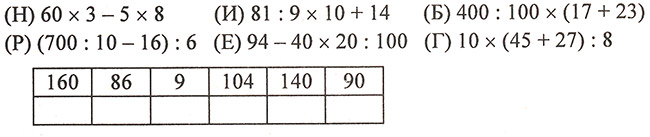 (Н) 60 × 3 – 5 × 8 (И) 81 : 9 × 10 + 14 (Б) 400 : 100 × (17 + 23)
(Р) (700 : 10 – 16) : 6 (Е) 94 – 40 × 20 : 100 (Г) 10 × (45 + 27) : 8
160 86 9 104 140 90